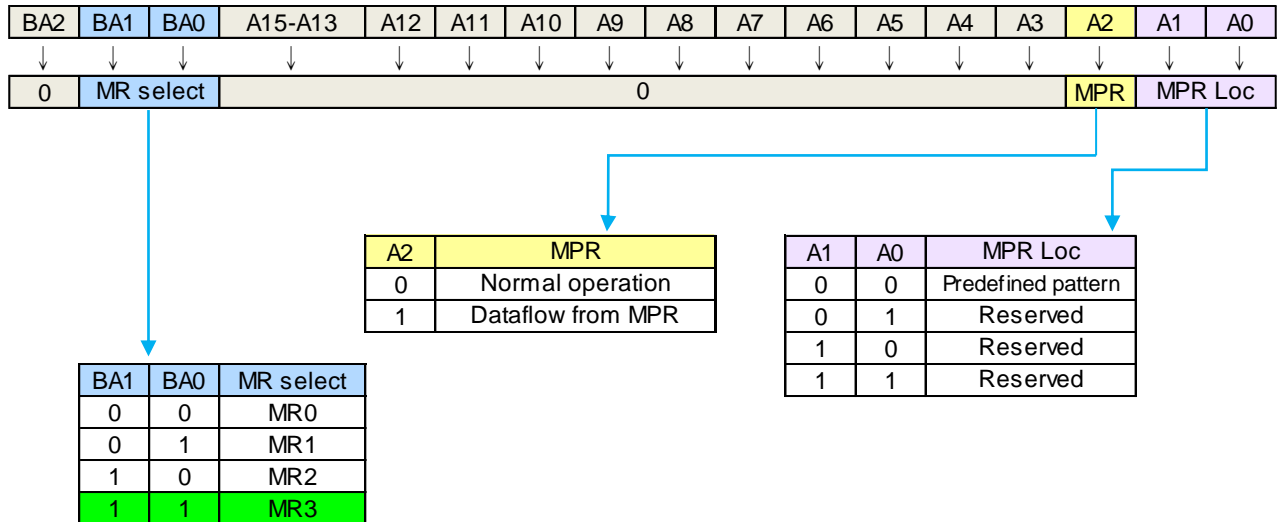 BA2 BA1 BA0 A15-A13 A12 A11 A10 A9 A8 A7 A6 A5 A4 A3 A2 A1 A0
0 MR select 0 MPR MPR Loc
A2 MPR
0 Normal operation
1 Dataflow from MPR
A1 A0 MPR Loc
0 0 Predefined pattern
0 1 Reserved
1 0 Reserved
1 1 Reserved
BA1 BA0 MR select
0 0 MR0
0 1 MR1
1 0 MR2
1 1 MR3